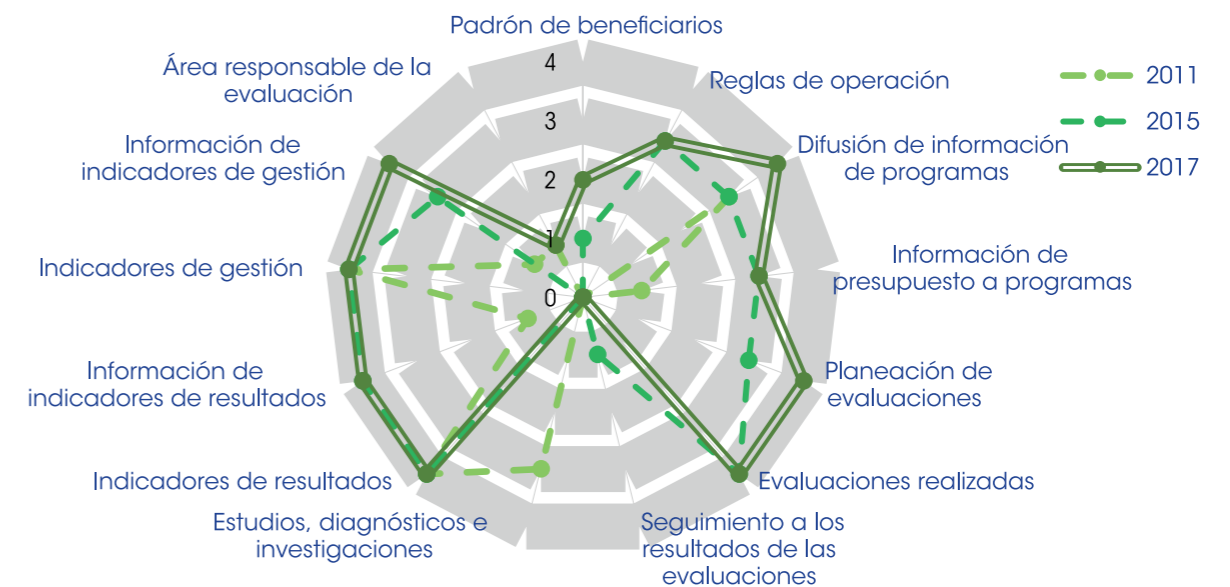 Padrón de beneficiarios
Reglas de operación
Difusión de información
de programas
Información de
presupuesto a programas
Planeación de
evaluaciones
Evaluaciones realizadas
Seguimiento a los
resultados de las
evaluaciones
Estudios, diagnósticos e
investigaciones
Indicadores de resultados
Información de
indicadores de resultados
Indicadores de gestión
Información de
indicadores de gestión
Área responsable de la
evaluación
4
3
2
1
0
2011
2015
2017